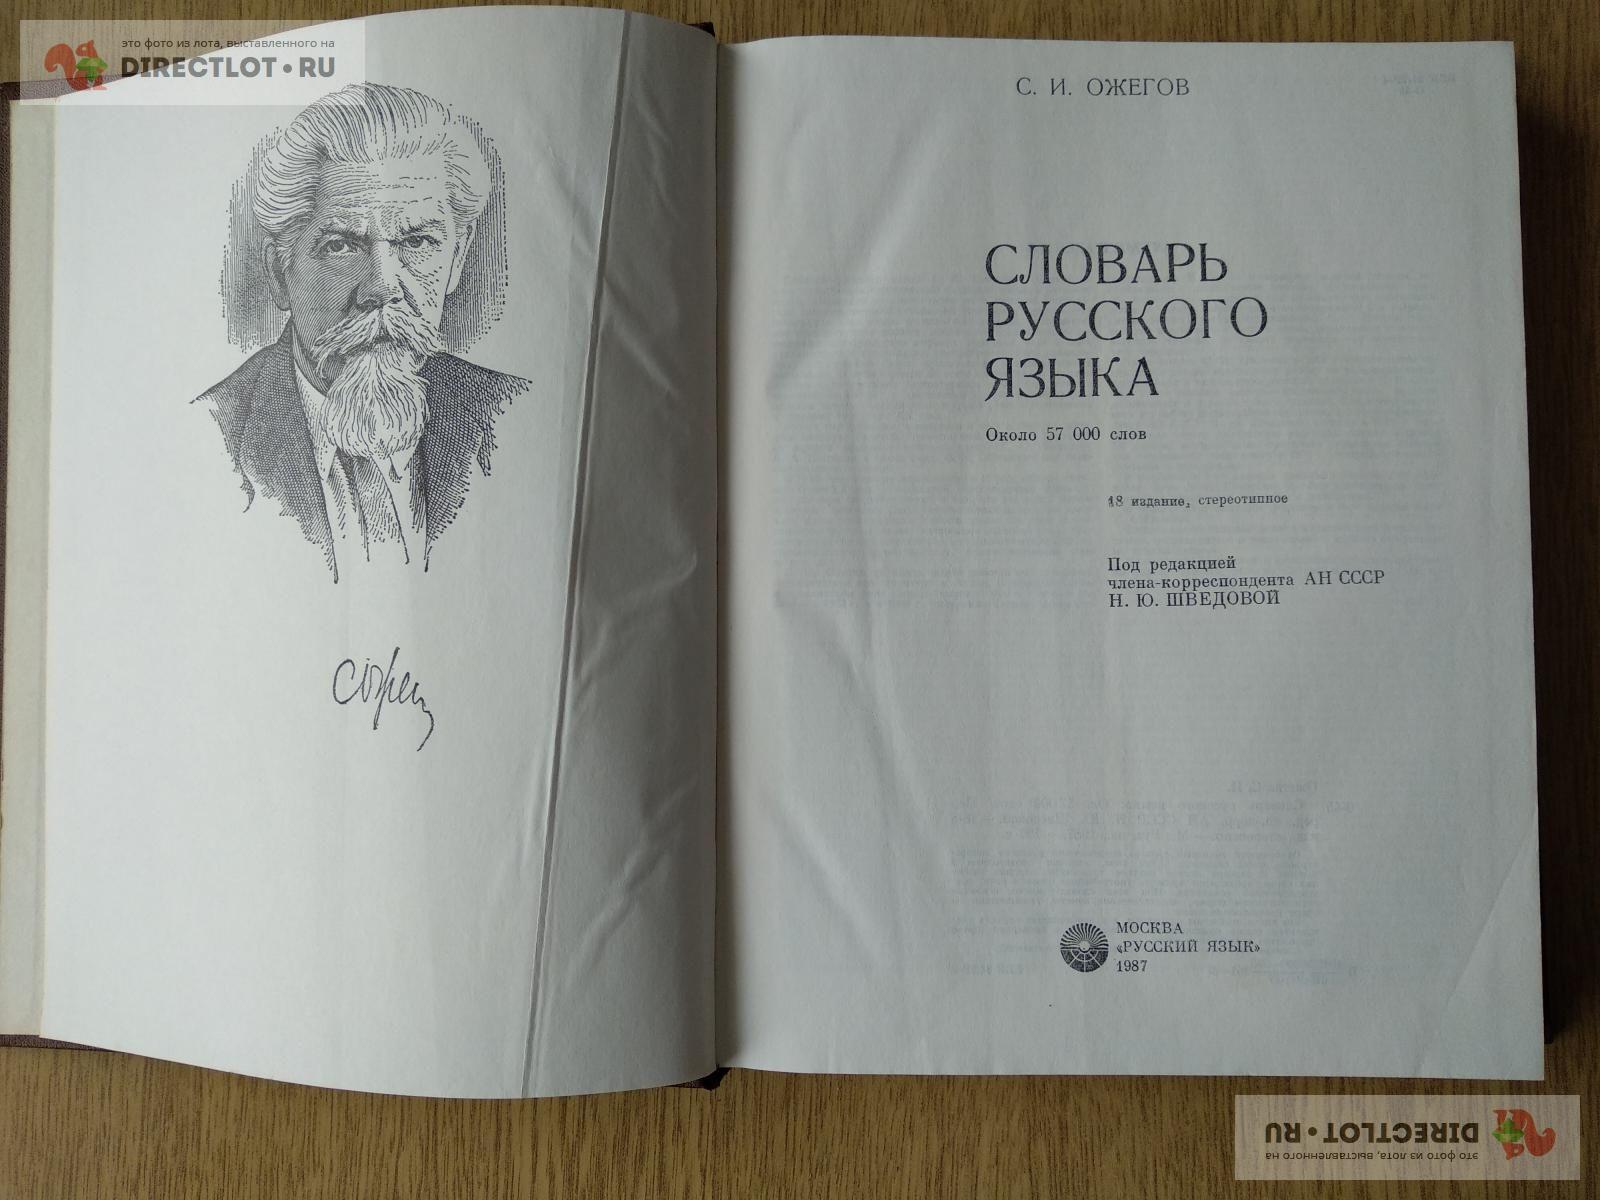 это фото из лота, выставленного на
DIRECTLOT•RU
С. И. ОЖЕГОВ
СЛОВАРЬ
РУССКОГО
ЯЗЫКА
Около 57 000 слов
18 издание, стереотипное
Под редакцией
члена-корреспондента АН СССР
Н. Ю. ШВЕДОВОЙ
МОСКВА
«РУССКИЙ ЯЗЫК»
1987
это фото из лота, выставленного на
DIRECTLOT•RU